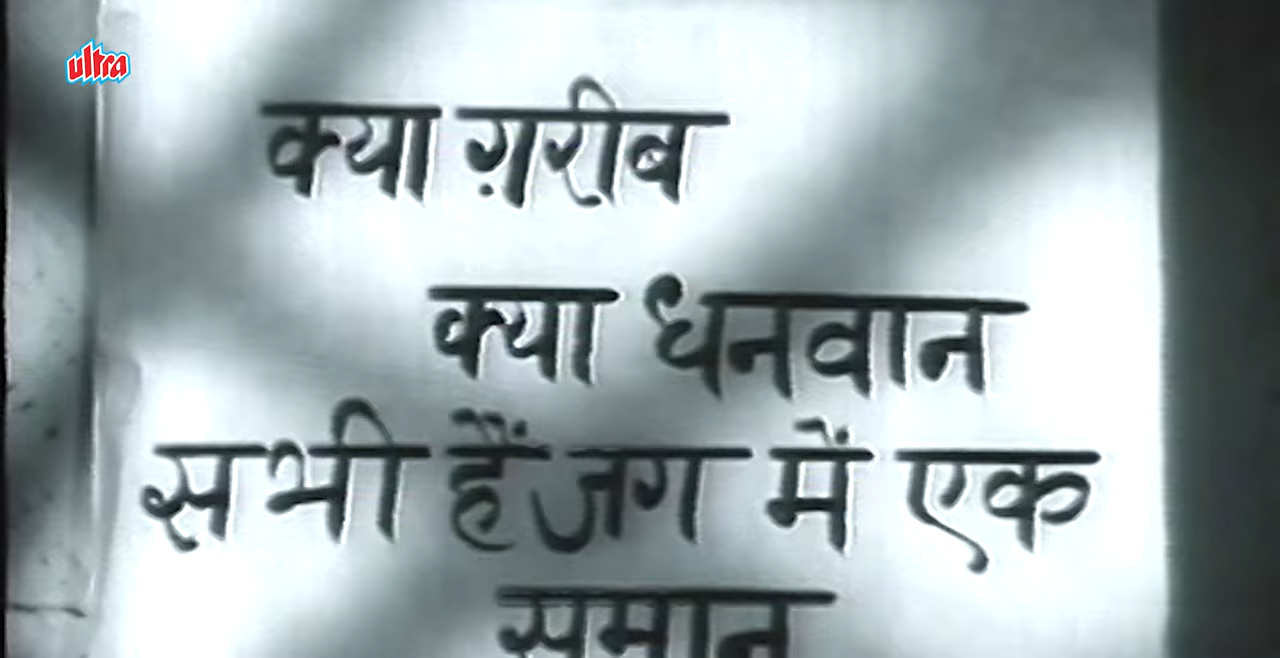 ultra
क्या ग़रीब
क्या धनवान
सभी हैं जग में एक
समान